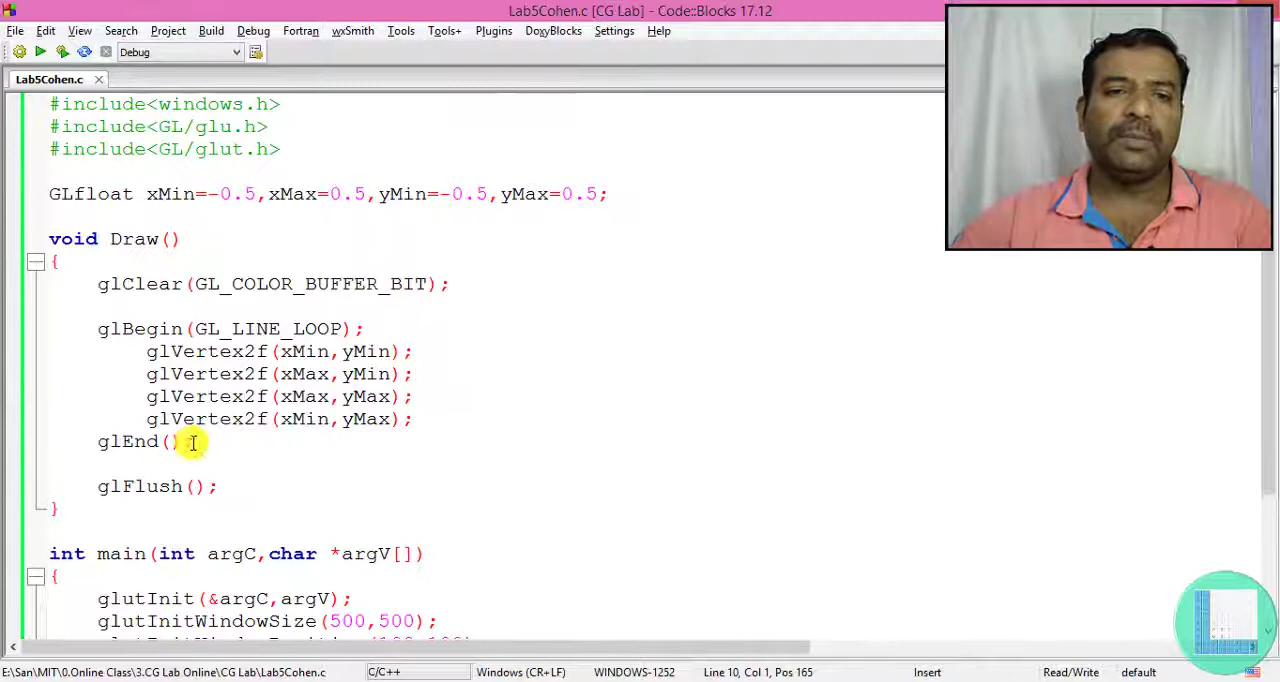 Lab5Cohen.c [CG Lab] - Code::Blocks 17.12
File Edit View Search Project Build Debug Fortran wxSmith Tools Tools+ Plugins DoxyBlocks Settings Help
Debug
Lab5Cohen.c
#include<windows.h>
#include<GL/glu.h>
#include<GL/glut.h>
GLfloat xMin=-0.5,xMax=0.5,yMin=-0.5,yMax=0.5;
void Draw()
{
glClear(GL_COLOR_BUFFER_BIT);
glBegin(GL_LINE_LOOP);
glVertex2f(xMin,yMin);
glVertex2f(xMax,yMin);
glVertex2f(xMax,yMax);
glVertex2f(xMin,yMax);
glEnd();
glFlush();
}
int main(int argC,char *argV[])
{
glutInit(&argC,argV);
glutInitWindowSize(500,500);
E:\San\MIT\0.Online Class\3.CG Lab Online\CG Lab\Lab5Cohen.c C/C++ Windows (CR+LF) WINDOWS-1252 Line 10, Col 1, Pos 165 Insert Read/Write default